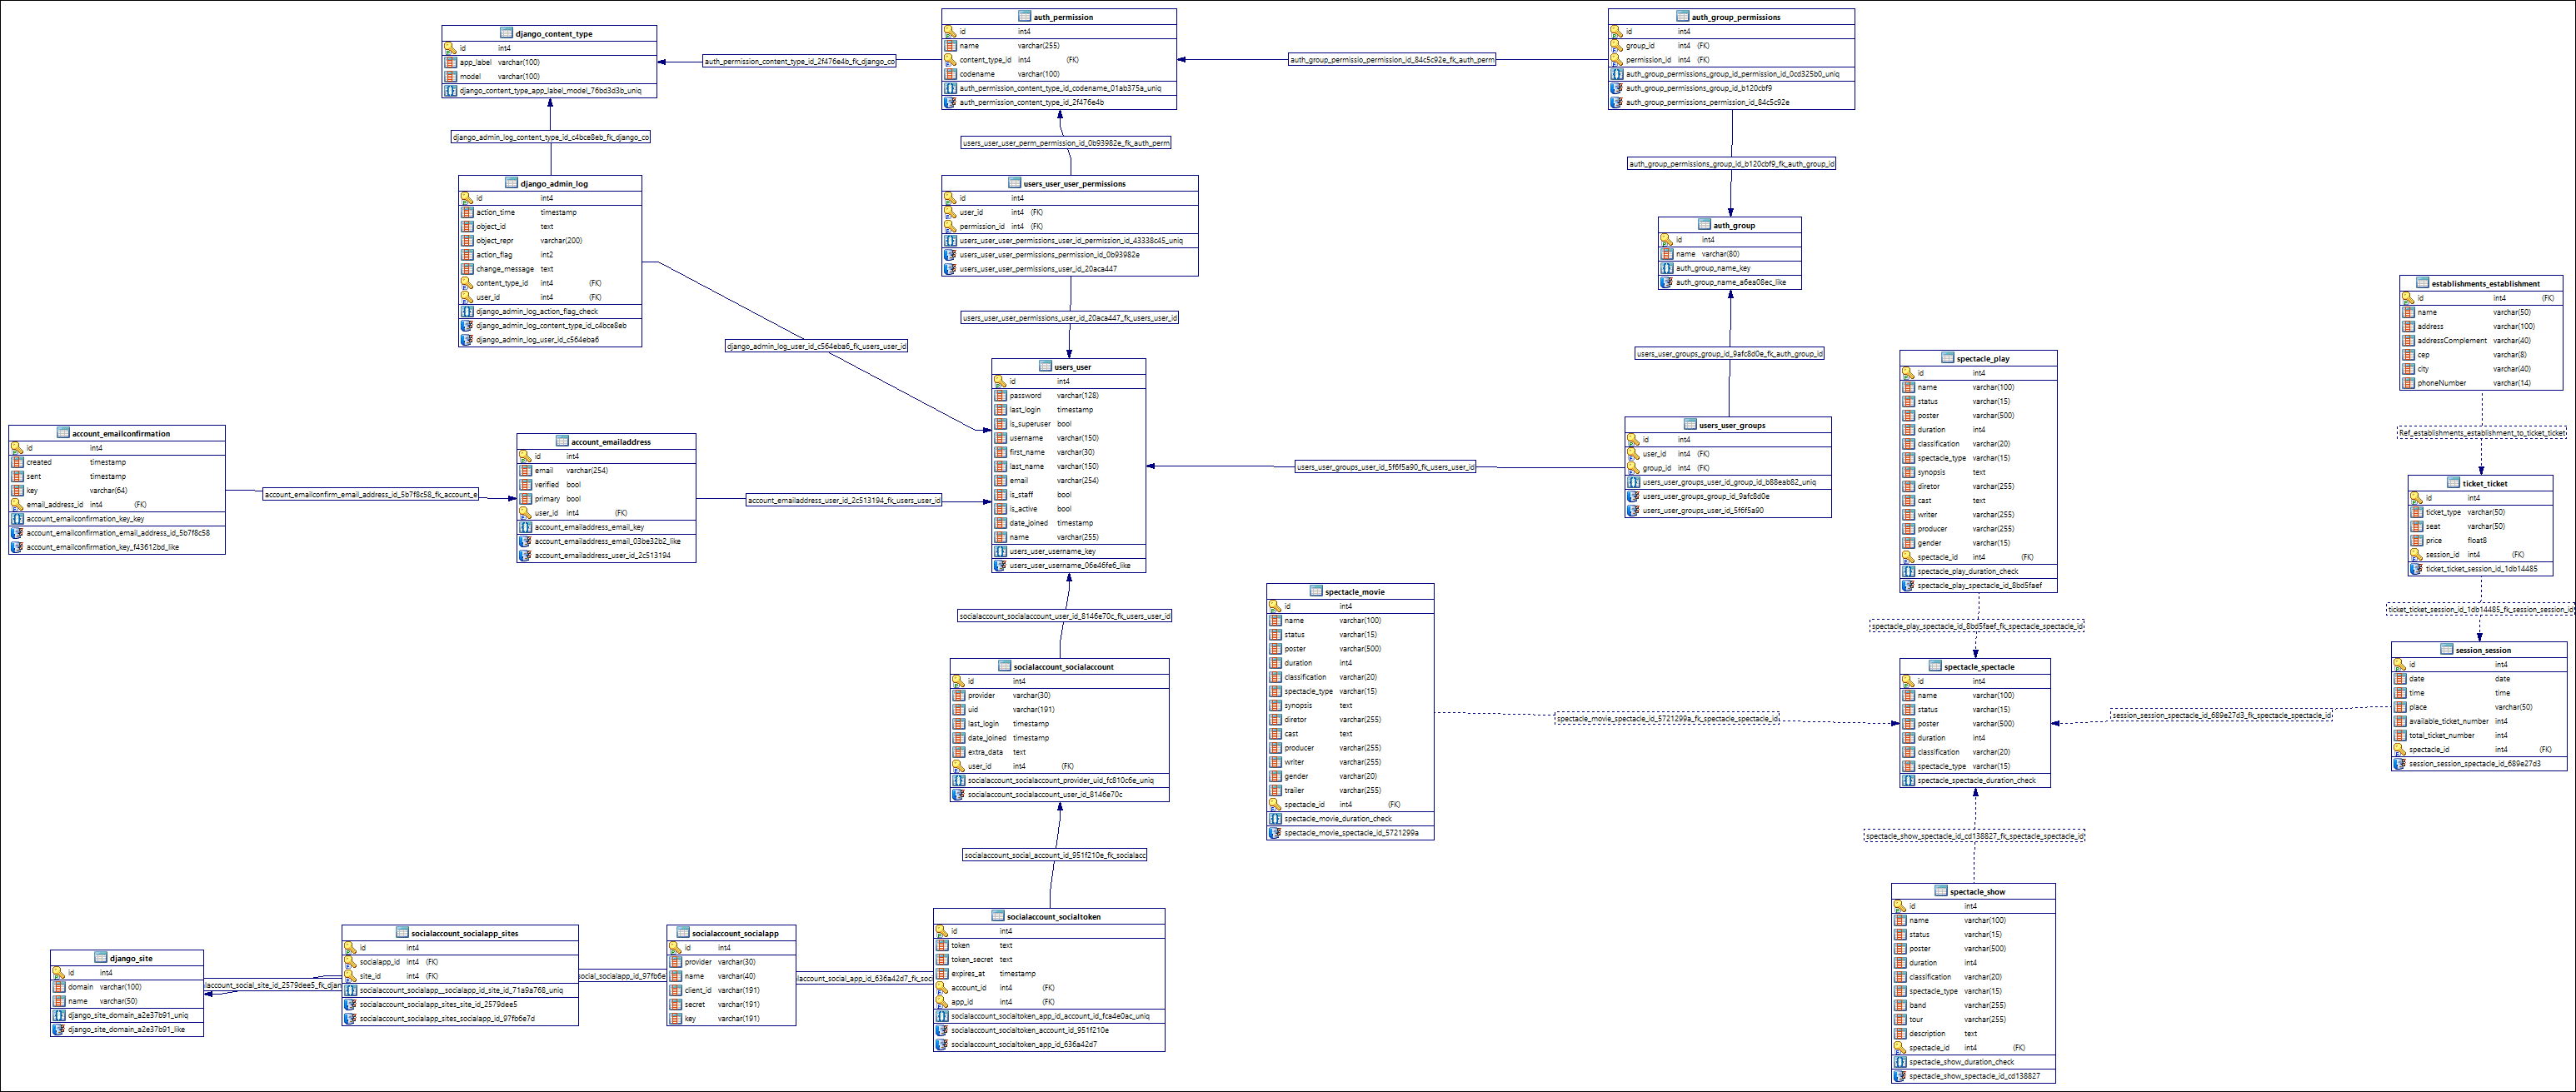 django_content_type
id int4
app_label varchar(100)
model varchar(100)
django_content_type_app_label_model_76bd3d3b_uniq
auth_permission_content_type_id_2f476e4b_fk_django_co
auth_permission
id int4
name varchar(255)
content_type_id int4 (FK)
codename varchar(100)
auth_permission_content_type_id_codename_01ab375a_uniq
auth_permission_content_type_id_2f476e4b
auth_group_permissio_permission_id_84c5c92e_fk_auth_perm
auth_group_permissions
id int4
group_id int4 (FK)
permission_id int4 (FK)
auth_group_permissions_group_id_permission_id_0cd325b0_uniq
auth_group_permissions_group_id_b120cbf9
auth_group_permissions_permission_id_84c5c92e
django_admin_log_content_type_id_c4bce8eb_fk_django_co
users_user_user_perm_permission_id_0b93982e_fk_auth_perm
auth_group_permissions_group_id_b120cbf9_fk_auth_group_id
django_admin_log
id int4
action_time timestamp
object_id text
object_repr varchar(200)
action_flag int2
change_message text
content_type_id int4 (FK)
user_id int4 (FK)
django_admin_log_action_flag_check
django_admin_log_content_type_id_c4bce8eb
django_admin_log_user_id_c564eba6
users_user_user_permissions
id int4
user_id int4 (FK)
permission_id int4 (FK)
users_user_user_permissions_user_id_permission_id_43338c45_uniq
users_user_user_permissions_permission_id_0b93982e
users_user_user_permissions_user_id_20aca447
auth_group
id int4
name varchar(80)
auth_group_name_key
auth_group_name_a6ea08ec_like
users_user_user_permissions_user_id_20aca447_fk_users_user_id
django_admin_log_user_id_c564eba6_fk_users_user_id
users_user_groups_group_id_9afc8d0e_fk_auth_group_id
establishments_establishment
id int4 (FK)
name varchar(50)
address varchar(100)
addressComplement varchar(40)
cep varchar(8)
city varchar(40)
phoneNumber varchar(14)
Ref_establishments_establishment_to_ticket_ticket
users_user
id int4
password varchar(128)
last_login timestamp
is_superuser bool
username varchar(150)
first_name varchar(30)
last_name varchar(150)
email varchar(254)
is_staff bool
is_active bool
date_joined timestamp
name varchar(255)
users_user_username_key
users_user_username_06e46fe6_like
spectacle_play
id int4
name varchar(100)
status varchar(15)
poster varchar(500)
duration int4
classification varchar(20)
spectacle_type varchar(15)
synopsis text
diretor varchar(255)
cast text
writer varchar(255)
producer varchar(255)
gender varchar(15)
spectacle_id int4 (FK)
spectacle_play_duration_check
spectacle_play_spectacle_id_8bd5faef
account_emailconfirmation
id int4
created timestamp
sent timestamp
key varchar(64)
email_address_id int4 (FK)
account_emailconfirmation_key_key
account_emailconfirmation_email_address_id_5b7f8c58
account_emailconfirmation_key_f43612bd_like
account_emailconfirm_email_address_id_5b7f8c58_fk_account_e
account_emailaddress
id int4
email varchar(254)
verified bool
primary bool
user_id int4 (FK)
account_emailaddress_email_key
account_emailaddress_email_03be32b2_like
account_emailaddress_user_id_2c513194
account_emailaddress_user_id_2c513194_fk_users_user_id
users_user_groups_user_id_5f6f5a90_fk_users_user_id
users_user_groups
id int4
user_id int4 (FK)
group_id int4 (FK)
users_user_groups_user_id_group_id_b88eab82_uniq
users_user_groups_group_id_9afc8d0e
users_user_groups_user_id_5f6f5a90
ticket_ticket
id int4
ticket_type varchar(50)
seat varchar(50)
price float8
session_id int4 (FK)
ticket_ticket_session_id_1db14485
ticket_ticket_session_id_1db14485_fk_session_session_id
socialaccount_socialaccount_user_id_8146e70c_fk_users_user_id
spectacle_play_spectacle_id_8bd5faef_fk_spectacle_spectacle_id
spectacle_movie
id int4
name varchar(100)
status varchar(15)
poster varchar(500)
duration int4
classification varchar(20)
spectacle_type varchar(15)
synopsis text
diretor varchar(255)
cast text
producer varchar(255)
writer varchar(255)
gender varchar(20)
trailer varchar(255)
spectacle_id int4 (FK)
spectacle_movie_duration_check
spectacle_movie_spectacle_id_5721299a
spectacle_movie_spectacle_id_5721299a_fk_spectacle_spectacle_id
socialaccount_socialaccount
id int4
provider varchar(30)
uid varchar(191)
last_login timestamp
date_joined timestamp
extra_data text
user_id int4 (FK)
socialaccount_socialaccount_provider_uid_fc810c6e_uniq
socialaccount_socialaccount_user_id_8146e70c
spectacle_spectacle
id int4
name varchar(100)
status varchar(15)
poster varchar(500)
duration int4
classification varchar(20)
spectacle_type varchar(15)
spectacle_spectacle_duration_check
session_session_spectacle_id_689e27d3_fk_spectacle_spectacle_id
session_session
id int4
date date
time time
place varchar(50)
available_ticket_number int4
total_ticket_number int4
spectacle_id int4 (FK)
session_session_spectacle_id_689e27d3
spectacle_show_spectacle_id_cd138827_fk_spectacle_spectacle_id
socialaccount_social_account_id_951f210e_fk_socialacc
spectacle_show
id int4
name varchar(100)
status varchar(15)
poster varchar(500)
duration int4
classification varchar(20)
spectacle_type varchar(15)
band varchar(255)
tour varchar(255)
description text
spectacle_id int4 (FK)
spectacle_show_duration_check
spectacle_show_spectacle_id_cd138827
django_site
id int4
domain varchar(100)
name varchar(50)
django_site_domain_a2e37b91_uniq
django_site_domain_a2e37b91_like
laccount_social_site_id_2579dee5_fk_djan
socialaccount_socialapp_sites
id int4
socialapp_id int4 (FK)
site_id int4 (FK)
socialaccount_socialapp__socialapp_id_site_id_71a9a768_uniq
socialaccount_socialapp_sites_site_id_2579dee5
socialaccount_socialapp_sites_socialapp_id_97fb6e7d
social_socialapp_id_97fb6e
socialaccount_socialapp
id int4
provider varchar(30)
name varchar(40)
client_id varchar(191)
secret varchar(191)
key varchar(191)
laccount_social_app_id_636a42d7_fk_soci
socialaccount_socialtoken
id int4
token text
token_secret text
expires_at timestamp
account_id int4 (FK)
app_id int4 (FK)
socialaccount_socialtoken_app_id_account_id_fca4e0ac_uniq
socialaccount_socialtoken_account_id_951f210e
socialaccount_socialtoken_app_id_636a42d7